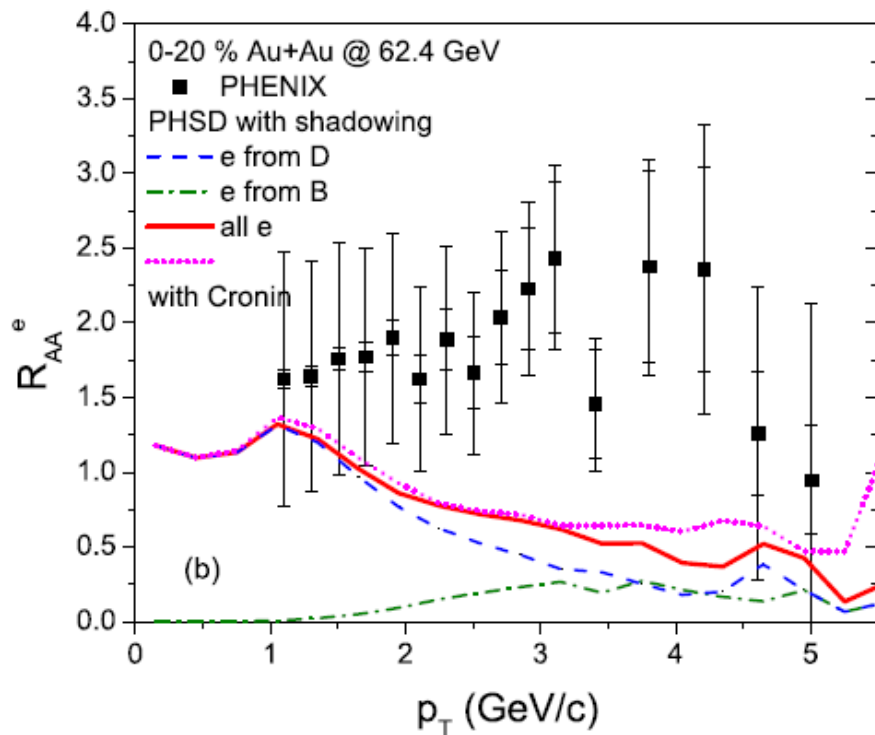 4.0
0-20 % Au+Au @ 62.4 GeV
PHENIX
3.5
PHSD with shadowing
e from D
3.0
e from B
all e
2.5
with Cronin
2.0
R_AA^e
1.5
1.0
0.5
(b)
0.0
0 1 2 3 4 5
p_T (GeV/c)